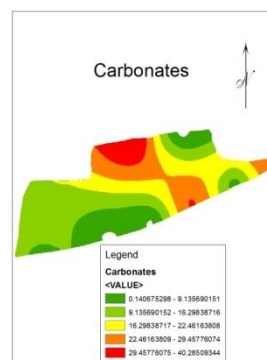 Carbonates
N
Legend
Carbonates
<VALUE>
0.140675298 - 9.135690151
9.135690152 - 16.29838716
16.29838717 - 22.46163808
22.46163809 - 29.45776074
29.45776075 - 40.28509344